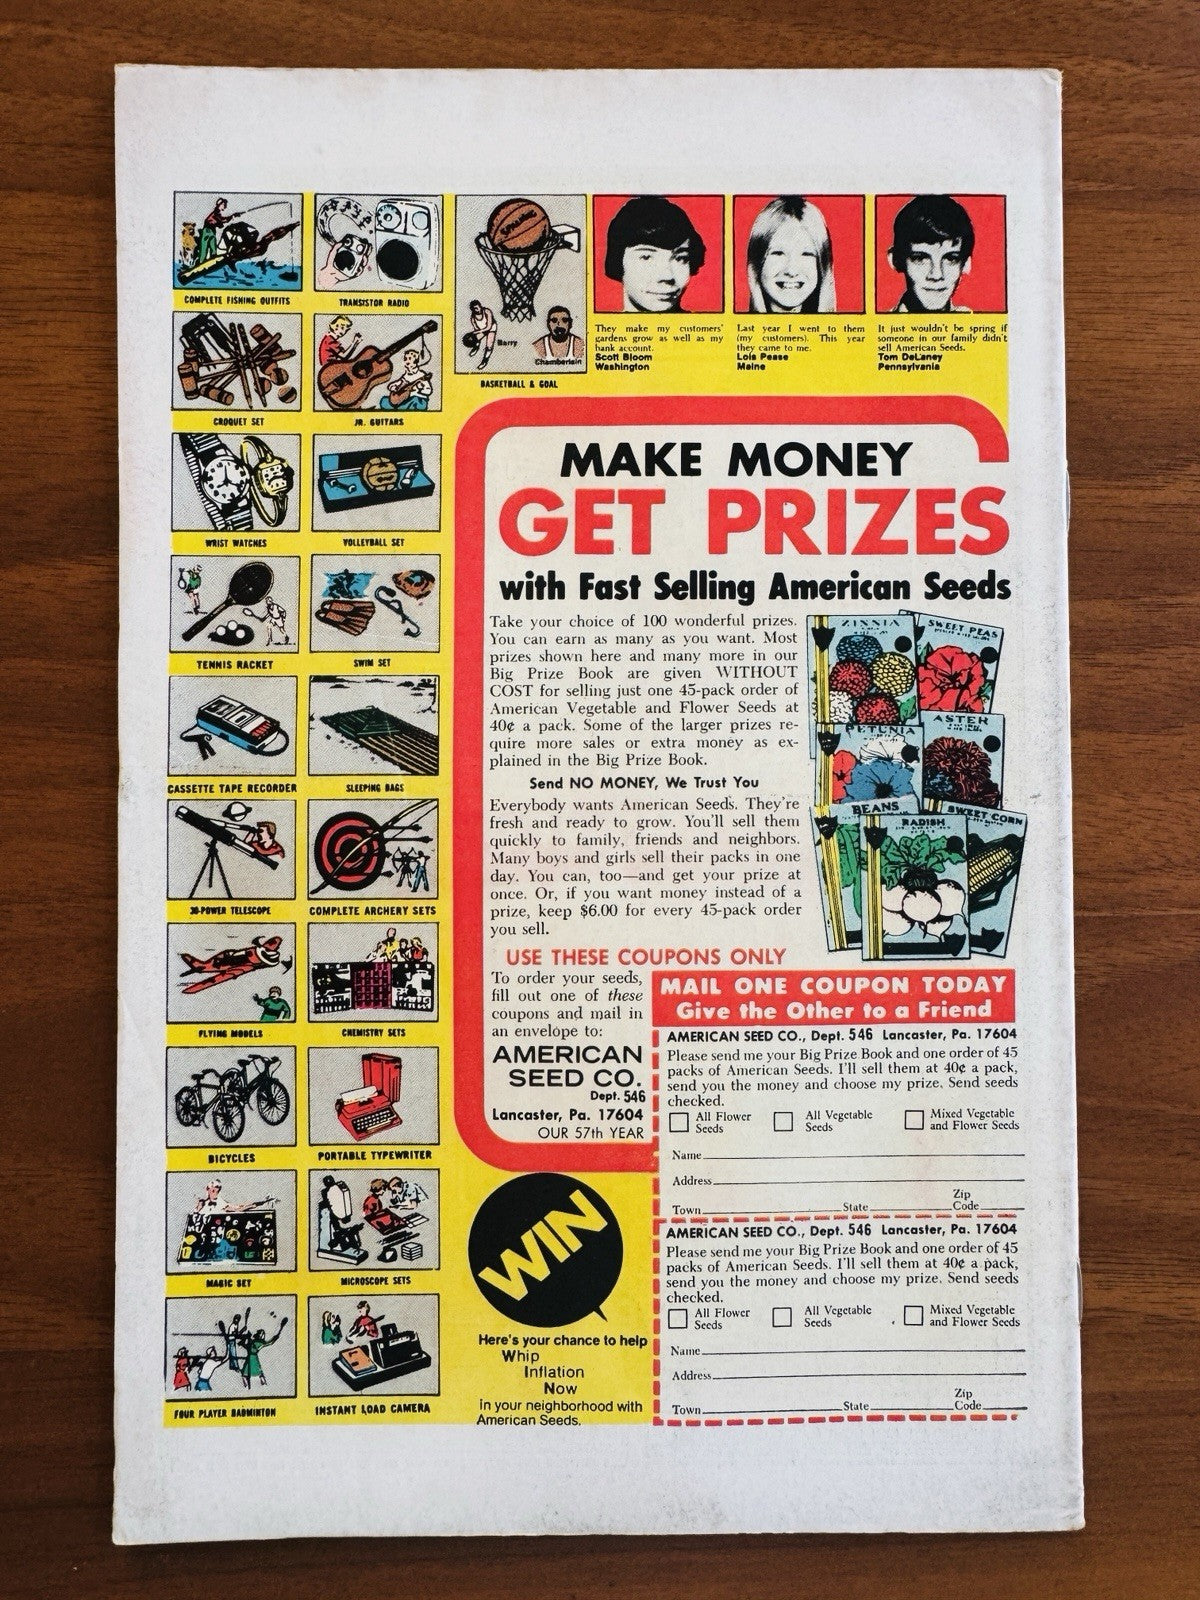 COMPLETE FISHING OUTFITS
TRANSISTOR RADIO
CROQUET SET
JR. GUITARS
WRIST WATCHES
VOLLEYBALL SET
TENNIS RACKET
SWIM SET
CASSETTE TAPE RECORDER
SLEEPING BAGS
30-POWER TELESCOPE
COMPLETE ARCHERY SETS
FLYING MODELS
CHEMISTRY SETS
BICYCLES
PORTABLE TYPEWRITER
MAGIC SET
MICROSCOPE SETS
FOUR PLAYER BADMINTON
INSTANT LOAD CAMERA
SPALDING
Barry
Chamberlain
BASKETBALL & GOAL
They make my customers'
gardens grow as well as my
bank account.
Scott Bloom
Washington
Last year I went to them
(my customers). This year
they came to me.
Lois Pease
Maine
It just wouldn't be spring if
someone in our family didn't
sell American Seeds.
Tom DeLaney
Pennsylvania
MAKE MONEY
GET PRIZES
with Fast Selling American Seeds
Take your choice of 100 wonderful prizes.
You can earn as many as you want. Most
prizes shown here and many more in our
Big Prize Book are given WITHOUT
COST for selling just one 45-pack order of
American Vegetable and Flower Seeds at
40¢ a pack. Some of the larger prizes re-
quire more sales or extra money as ex-
plained in the Big Prize Book.
Send NO MONEY, We Trust You
Everybody wants American Seeds. They're
fresh and ready to grow. You'll sell them
quickly to family, friends and neighbors.
Many boys and girls sell their packs in one
day. You can, too—and get your prize at
once. Or, if you want money instead of a
prize, keep $6.00 for every 45-pack order
you sell.
ZINNIA
SWEET PEAS
ASTER
PETUNIA
BEANS
RADISH
SWEET CORN
USE THESE COUPONS ONLY
To order your seeds,
fill out one of these
coupons and mail in
an envelope to:
AMERICAN
SEED CO.
Dept. 546
Lancaster, Pa. 17604
OUR 57th YEAR
MAIL ONE COUPON TODAY
Give the Other to a Friend
AMERICAN SEED CO., Dept. 546 Lancaster, Pa. 17604
Please send me your Big Prize Book and one order of 45
packs of American Seeds. I'll sell them at 40¢ a pack,
send you the money and choose my prize. Send seeds
checked.
All Flower Seeds
All Vegetable Seeds
Mixed Vegetable and Flower Seeds
Name
Address
Town State Zip Code
AMERICAN SEED CO., Dept. 546 Lancaster, Pa. 17604
Please send me your Big Prize Book and one order of 45
packs of American Seeds. I'll sell them at 40¢ a pack,
send you the money and choose my prize. Send seeds
checked.
All Flower Seeds
All Vegetable Seeds
Mixed Vegetable and Flower Seeds
Name
Address
Town State Zip Code
WIN
Here's your chance to help
Whip
Inflation
Now
in your neighborhood with
American Seeds.